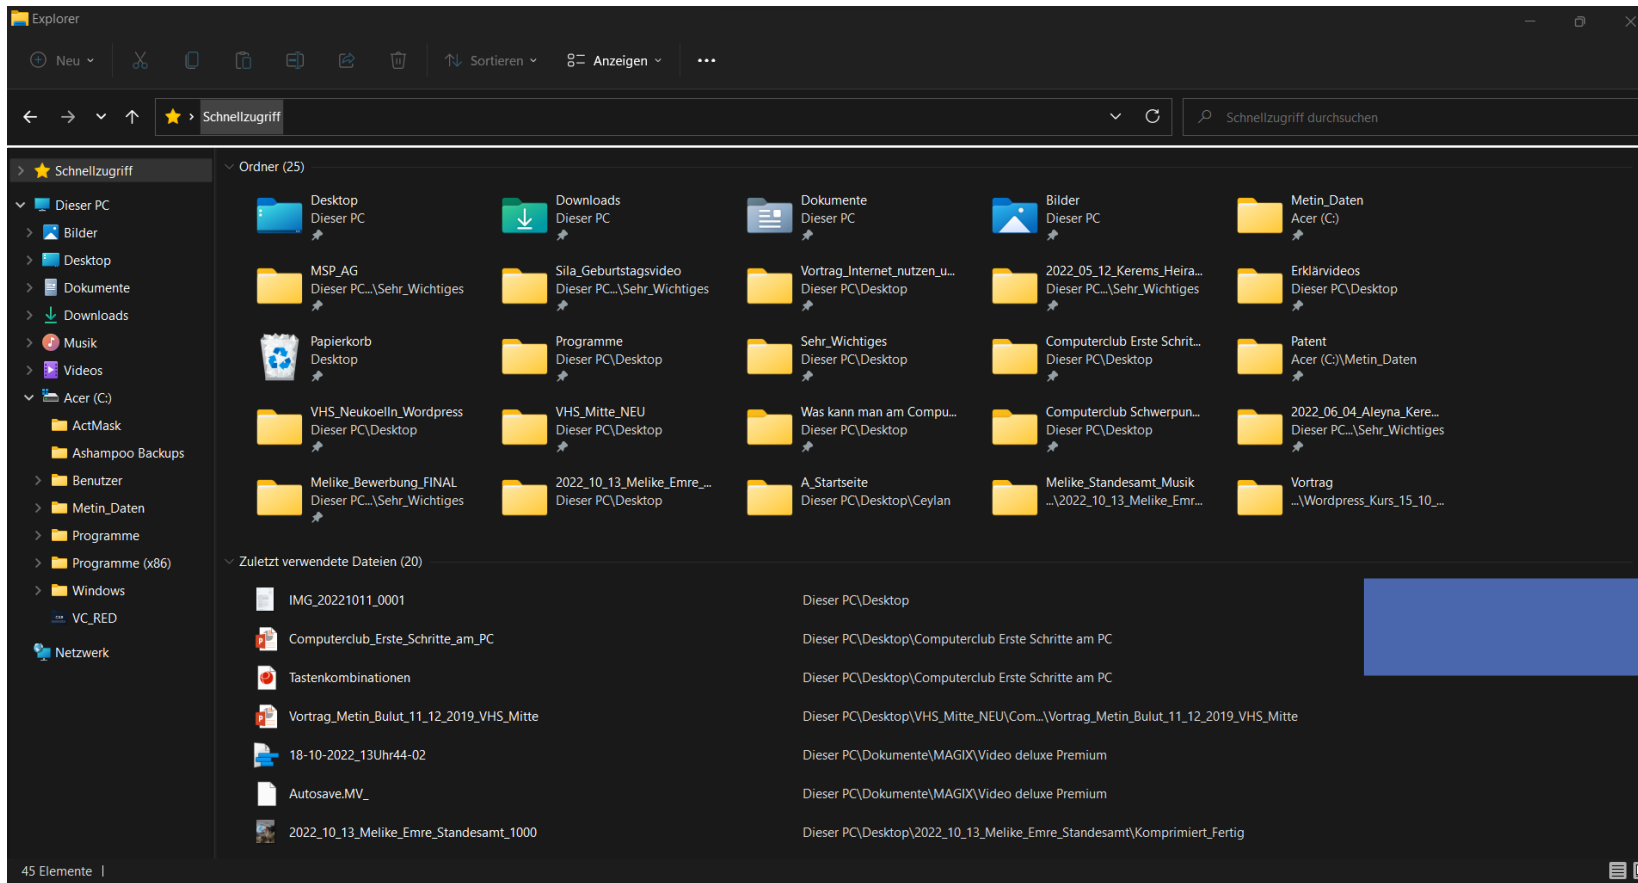 Explorer
Neu
Sortieren
Anzeigen
Schnellzugriff
Schnellzugriff durchsuchen
Schnellzugriff
Dieser PC
Bilder
Desktop
Dokumente
Downloads
Musik
Videos
Acer (C:)
ActMask
Ashampoo Backups
Benutzer
Metin_Daten
Programme
Programme (x86)
Windows
VC_RED
Netzwerk
Ordner (25)
Desktop
Dieser PC
Downloads
Dieser PC
Dokumente
Dieser PC
Bilder
Dieser PC
Metin_Daten
Acer (C:)
MSP_AG
Dieser PC...\Sehr_Wichtiges
Sila_Geburtstagsvideo
Dieser PC...\Sehr_Wichtiges
Vortrag_Internet_nutzen_u...
Dieser PC\Desktop
2022_05_12_Kerems_Heira...
Dieser PC...\Sehr_Wichtiges
Erklärvideos
Dieser PC\Desktop
Papierkorb
Desktop
Programme
Dieser PC\Desktop
Sehr_Wichtiges
Dieser PC\Desktop
Computerclub Erste Schrit...
Dieser PC\Desktop
Patent
Acer (C:)\Metin_Daten
VHS_Neukoelln_Wordpress
Dieser PC\Desktop
VHS_Mitte_NEU
Dieser PC\Desktop
Was kann man am Compu...
Dieser PC\Desktop
Computerclub Schwerpun...
Dieser PC\Desktop
2022_06_04_Aleyna_Kere...
Dieser PC...\Sehr_Wichtiges
Melike_Bewerbung_FINAL
Dieser PC...\Sehr_Wichtiges
2022_10_13_Melike_Emre_...
Dieser PC\Desktop
A_Startseite
Dieser PC\Desktop\Ceylan
Melike_Standesamt_Musik
...\2022_10_13_Melike_Emr...
Vortrag
...\Wordpress_Kurs_15_10_...
Zuletzt verwendete Dateien (20)
IMG_20221011_0001 Dieser PC\Desktop
Computerclub_Erste_Schritte_am_PC Dieser PC\Desktop\Computerclub Erste Schritte am PC
Tastenkombinationen Dieser PC\Desktop\Computerclub Erste Schritte am PC
Vortrag_Metin_Bulut_11_12_2019_VHS_Mitte Dieser PC\Desktop\VHS_Mitte_NEU\Com...\Vortrag_Metin_Bulut_11_12_2019_VHS_Mitte
18-10-2022_13Uhr44-02 Dieser PC\Dokumente\MAGIX\Video deluxe Premium
Autosave.MV_ Dieser PC\Dokumente\MAGIX\Video deluxe Premium
2022_10_13_Melike_Emre_Standesamt_1000 Dieser PC\Desktop\2022_10_13_Melike_Emre_Standesamt\Komprimiert_Fertig
45 Elemente